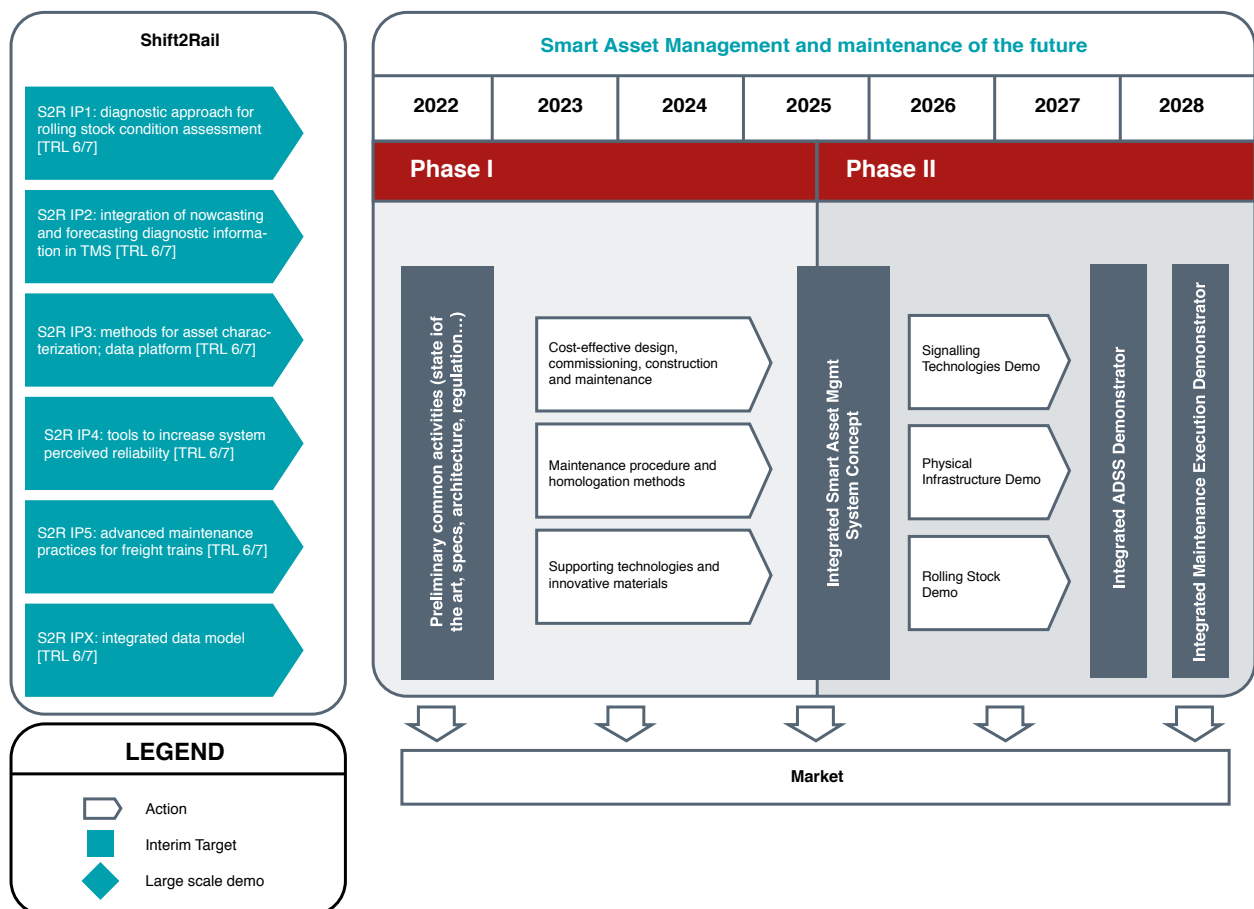 Shift2Rail
S2R IP1: diagnostic approach for
rolling stock condition assessment
[TRL 6/7]
S2R IP2: integration of nowcasting
and forecasting diagnostic informa-
tion in TMS [TRL 6/7]
S2R IP3: methods for asset charac-
terization; data platform [TRL 6/7]
S2R IP4: tools to increase system
perceived reliability [TRL 6/7]
S2R IP5: advanced maintenance
practices for freight trains [TRL 6/7]
S2R IPX: integrated data model
[TRL 6/7]
LEGEND
Action
Interim Target
Large scale demo
Smart Asset Management and maintenance of the future
2022 2023 2024 2025 2026 2027 2028
Phase I Phase II
Preliminary common activities (state iof
the art, specs, architecture, regulation...)
Cost-effective design,
commissioning, construction
and maintenance
Maintenance procedure and
homologation methods
Supporting technologies and
innovative materials
Integrated Smart Asset Mgmt
System Concept
Signalling
Technologies Demo
Physical
Infrastructure Demo
Rolling Stock
Demo
Integrated ADSS Demonstrator
Integrated Maintenance Execution Demonstrator
Market